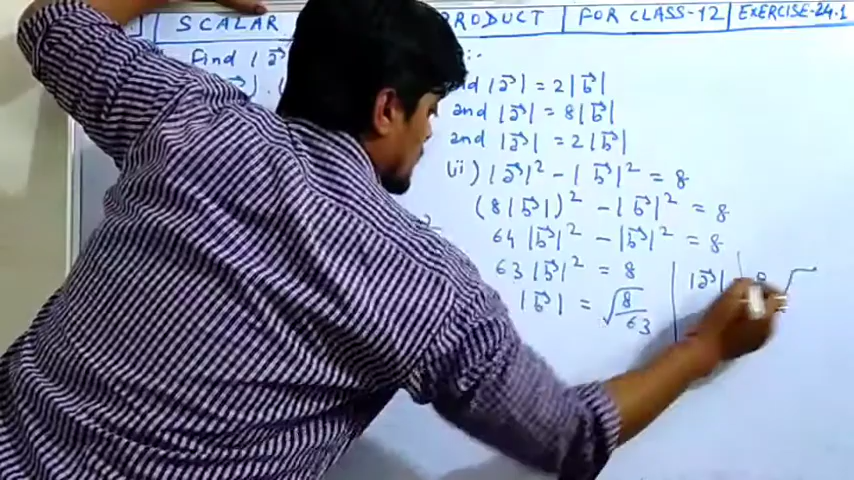 SCALAR PRODUCT FOR CLASS-12 EXERCISE-24.1
Find |a⃗
and |a⃗| = 2|b⃗|
and |a⃗| = 8|b⃗|
and |a⃗| = 2|b⃗|
ii) |a⃗|² - |b⃗|² = 8
(8|b⃗|)² - |b⃗|² = 8
64|b⃗|² - |b⃗|² = 8
63|b⃗|² = 8
|b⃗| = √(8/63)
|a⃗| 8 √